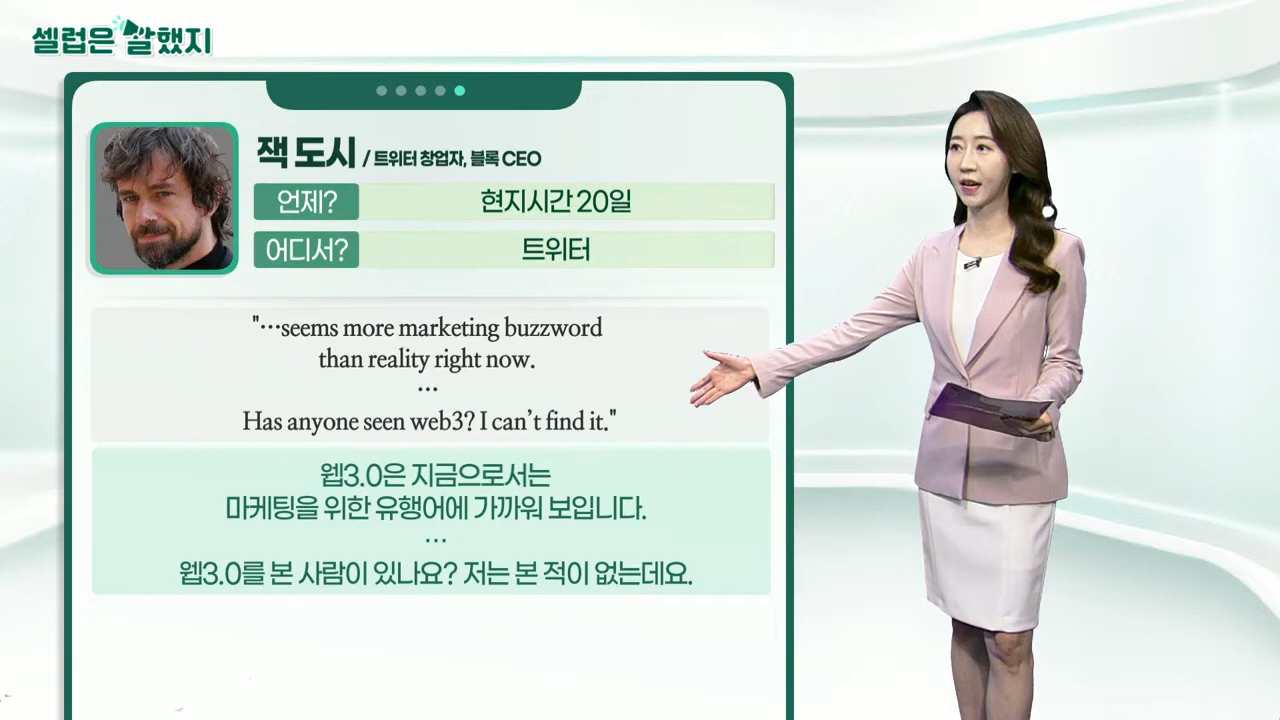 셀럽은 말했지
잭 도시 / 트위터 창업자, 블록 CEO
언제? 현지시간 20일
어디서? 트위터
"…seems more marketing buzzword
than reality right now.
…
Has anyone seen web3? I can't find it."
웹3.0은 지금으로서는
마케팅을 위한 유행어에 가까워 보입니다.
…
웹3.0를 본 사람이 있나요? 저는 본 적이 없는데요.